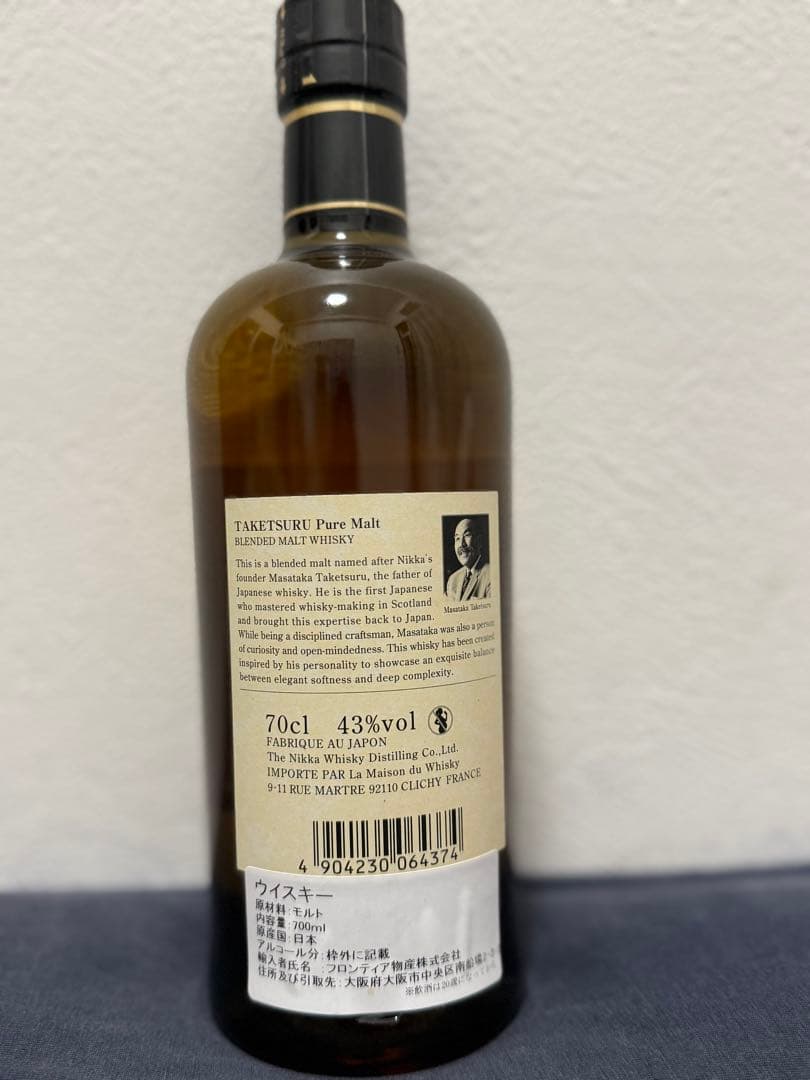 TAKETSURU Pure Malt
BLENDED MALT WHISKY
This is a blended malt named after Nikka's
founder Masataka Taketsuru, the father of
Japanese whisky. He is the first Japanese
who mastered whisky-making in Scotland
and brought this expertise back to Japan.
Masataka Taketsuru
While being a disciplined craftsman, Masataka was also a person
of curiosity and open-mindedness. This whisky has been created
inspired by his personality to showcase an exquisite balance
between elegant softness and deep complexity.
70cl 43%vol
FABRIQUE AU JAPON
The Nikka Whisky Distilling Co.,Ltd.
IMPORTE PAR La Maison du Whisky
9-11 RUE MARTRE 92110 CLICHY FRANCE
4 904230 064374
ウイスキー
原材料:モルト
内容量:700ml
原産国:日本
アルコール分:枠外に記載
輸入者氏名 :フロンティア物産株式会社
住所及び引取先:大阪府大阪市中央区南船場
※飲酒は20歳になってから